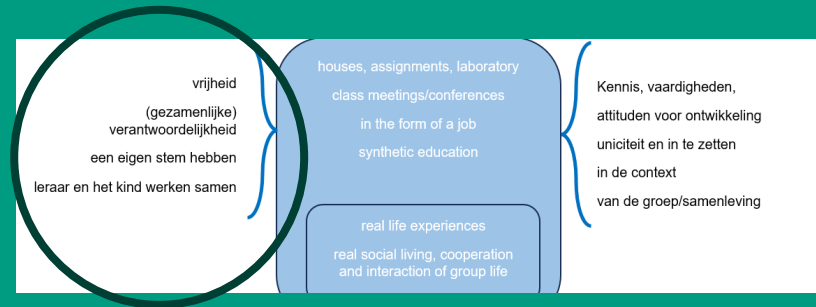 vrijheid
(gezamenlijke)
verantwoordelijkheid
een eigen stem hebben
leraar en het kind werken samen
houses, assignments, laboratory
class meetings/conferences
in the form of a job
synthetic education
real life experiences
real social living, cooperation
and interaction of group life
Kennis, vaardigheden,
attituden voor ontwikkeling
uniciteit en in te zetten
in de context
van de groep/samenleving